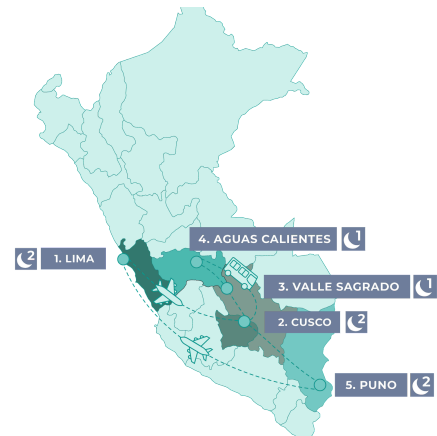 4. AGUAS CALIENTES 1
2 1. LIMA
3. VALLE SAGRADO 1
2. CUSCO 2
5. PUNO 2